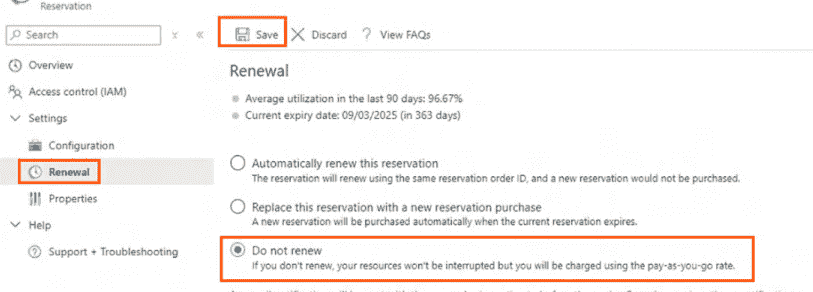 Reservation
Search
Overview
Access control (IAM)
Settings
Configuration
Renewal
Properties
Help
Support + Troubleshooting
Save Discard ? View FAQs
Renewal
Average utilization in the last 90 days: 96.67%
Current expiry date: 09/03/2025 (in 363 days)
Automatically renew this reservation
The reservation will renew using the same reservation order ID, and a new reservation would not be purchased.
Replace this reservation with a new reservation purchase
A new reservation will be purchased automatically when the current reservation expires.
Do not renew
If you don't renew, your resources won't be interrupted but you will be charged using the pay-as-you-go rate.